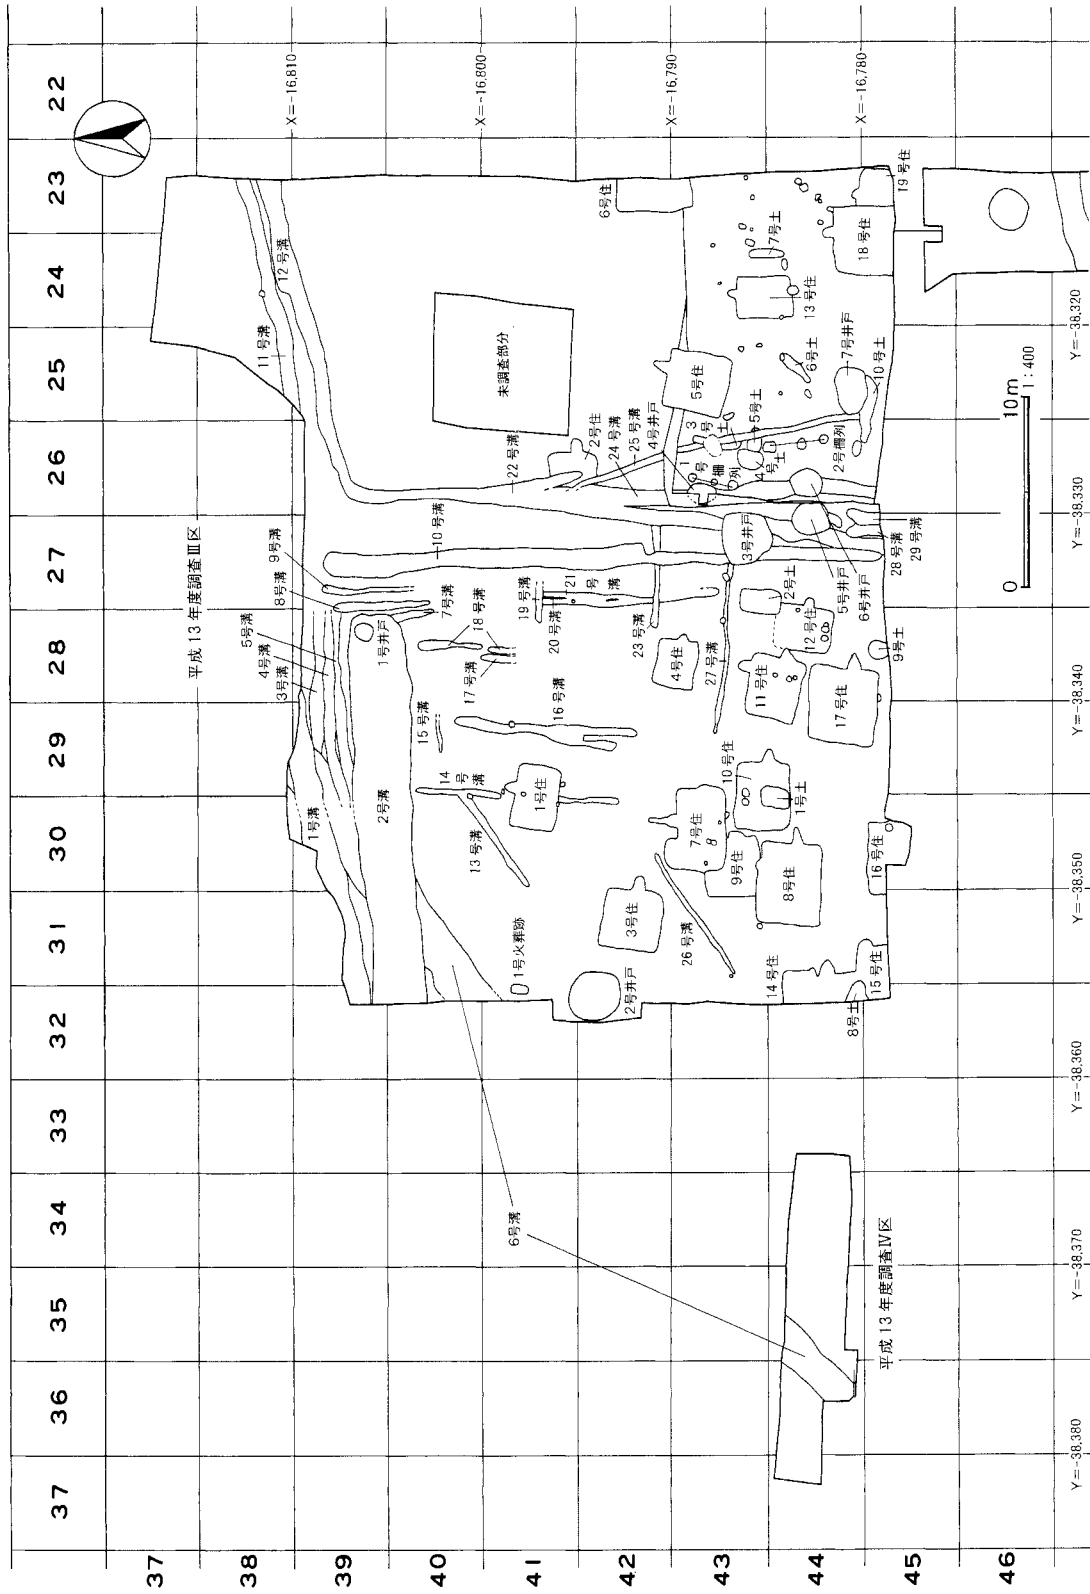 37
36
35
34
33
32
31
30
29
28
27
26
25
24
23
22
37
38
39
40
41
42
43
44
45
46
X=-16,810
X=-16,800
X=-16,790
X=-16,780
Y=-38,380
Y=-38,370
Y=-38,360
Y=-38,350
Y=-38,340
Y=-38,330
Y=-38,320
平成13年度調査Ⅲ区
平成13年度調査Ⅳ区
未調査部分
1号溝
2号溝
3号溝
4号溝
5号溝
6号溝
7号溝
8号溝
9号溝
10号溝
11号溝
12号溝
13号溝
14号溝
15号溝
16号溝
17号溝
18号溝
19号溝
20号溝
21号溝
22号溝
23号溝
24号溝
25号溝
26号溝
27号溝
28号溝
29号溝
1号住
2号住
3号住
4号住
5号住
6号住
7号住
8
8号住
9号住
10号住
11号住
12号住
13号住
14号住
15号住
16号住
17号住
18号住
19号住
1号井戸
2号井戸
3号井戸
4号井戸
5号井戸
6号井戸
7号井戸
1号土
2号土
3号土
4号土
5号土
6号土
7号土
8号土
9号土
10号土
1号柵列
2号柵列
1号火葬跡
0
10m
1:400